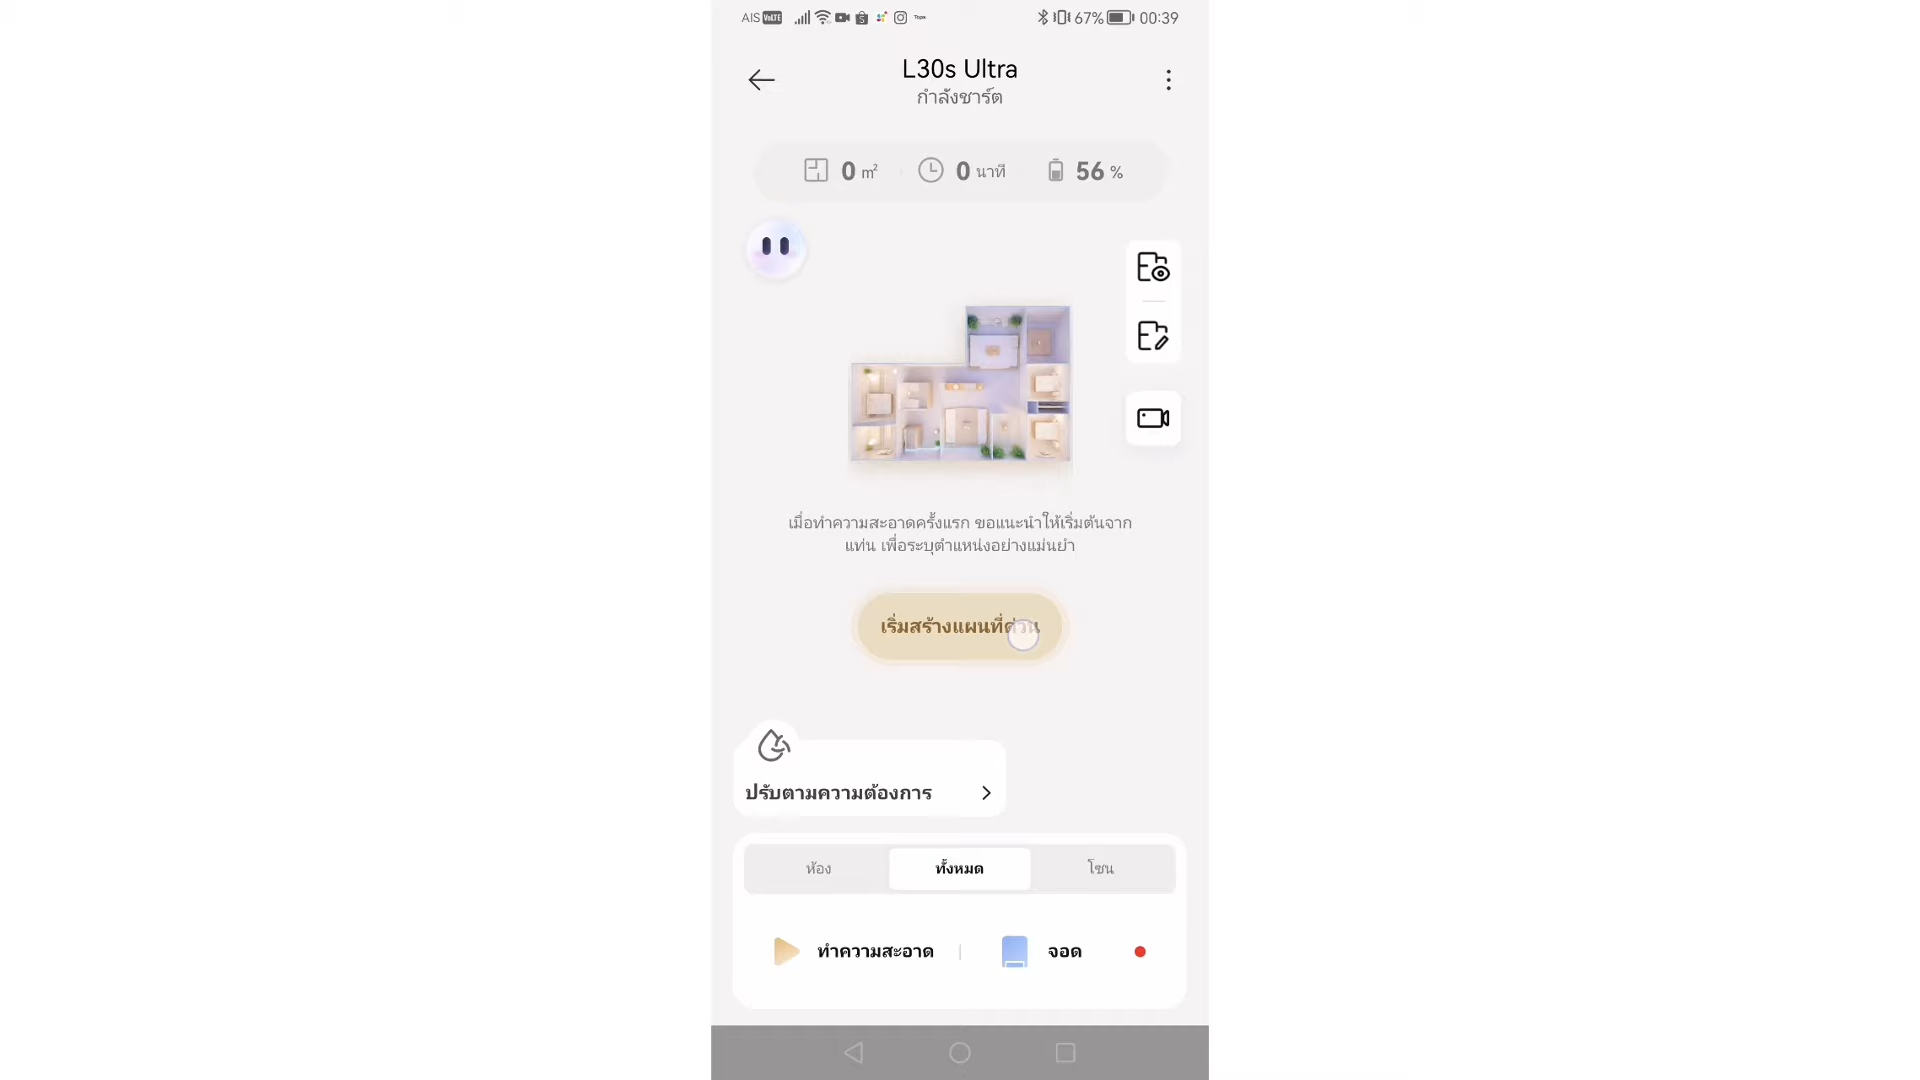 AIS VoLTE 67% 00:39
L30s Ultra
กำลังชาร์ต
0 m² 0 นาที 56 %
เมื่อทำความสะอาดครั้งแรก ขอแนะนำให้เริ่มต้นจาก
แท่น เพื่อระบุตำแหน่งอย่างแม่นยำ
เริ่มสร้างแผนที่ด่วน
ปรับตามความต้องการ
ห้อง ทั้งหมด โซน
ทำความสะอาด จอด